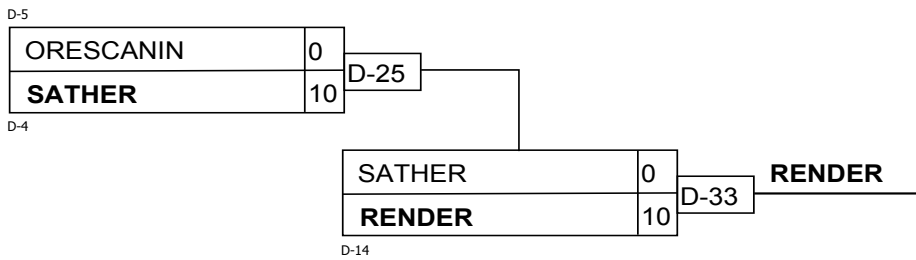 D-5
ORESCANIN 0
D-25
SATHER 10
D-4
SATHER 0
RENDER
D-33
RENDER 10
D-14